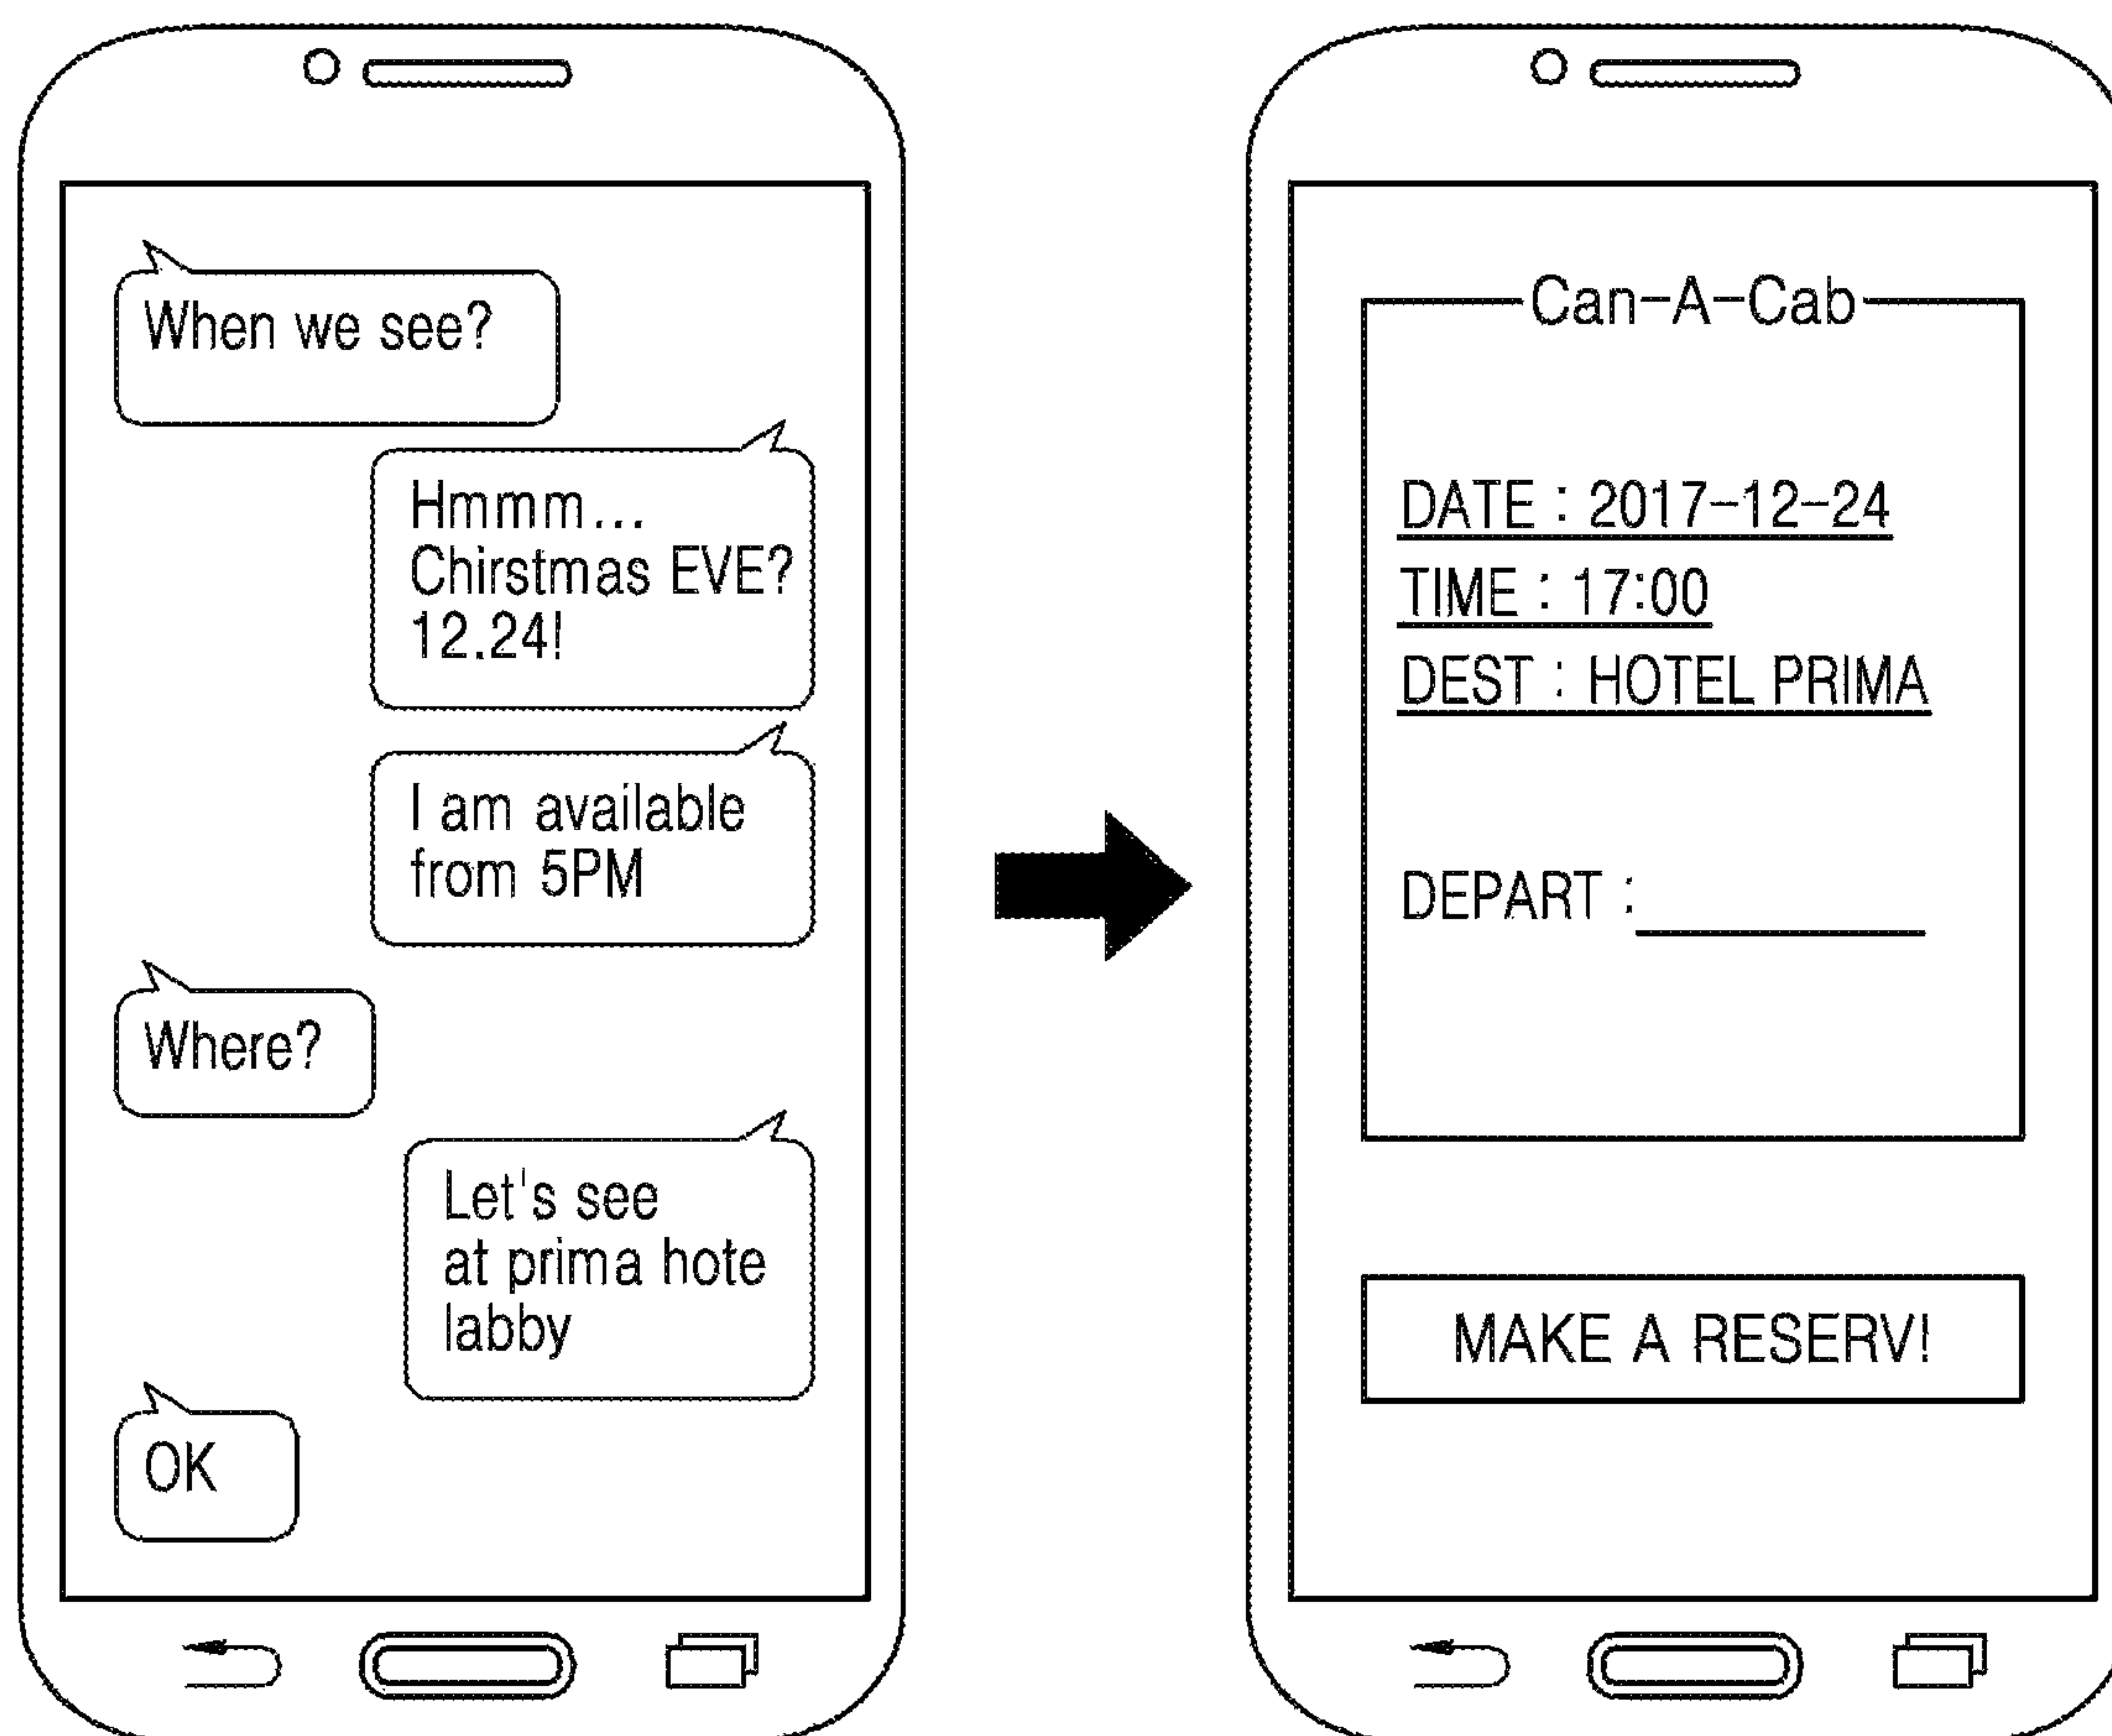 When we see?
Hmmm...
Chirstmas EVE?
12.24!
I am available
from 5PM
Where?
Let's see
at prima hote
labby
OK
Can-A-Cab
DATE : 2017-12-24
TIME : 17:00
DEST : HOTEL PRIMA
DEPART :
MAKE A RESERV!